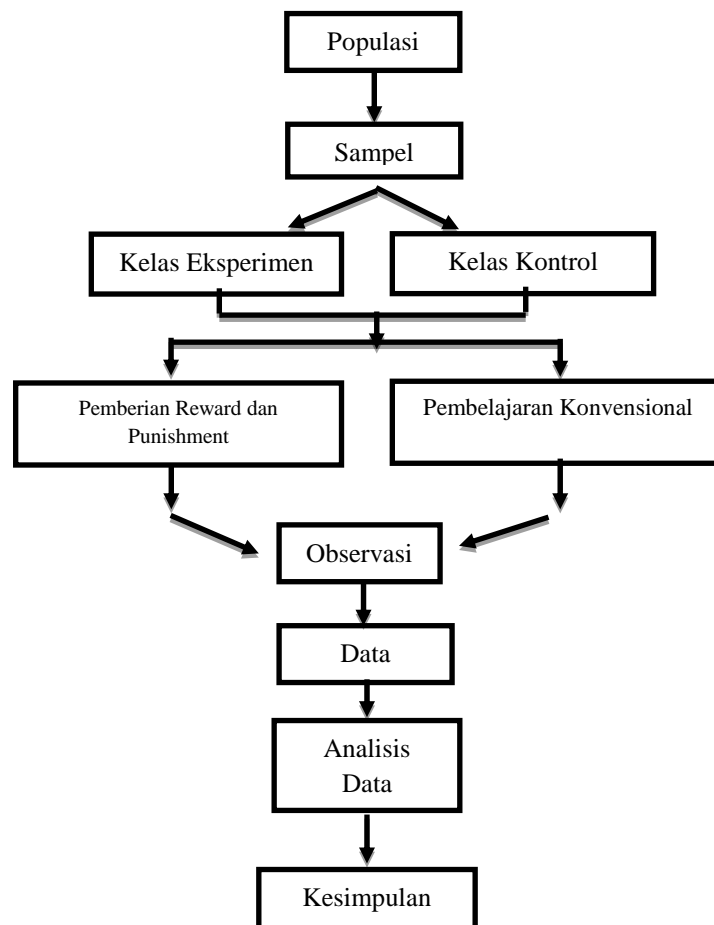 Populasi
Sampel
Kelas Eksperimen
Kelas Kontrol
Pemberian Reward dan
Punishment
Pembelajaran Konvensional
Observasi
Data
Analisis
Data
Kesimpulan